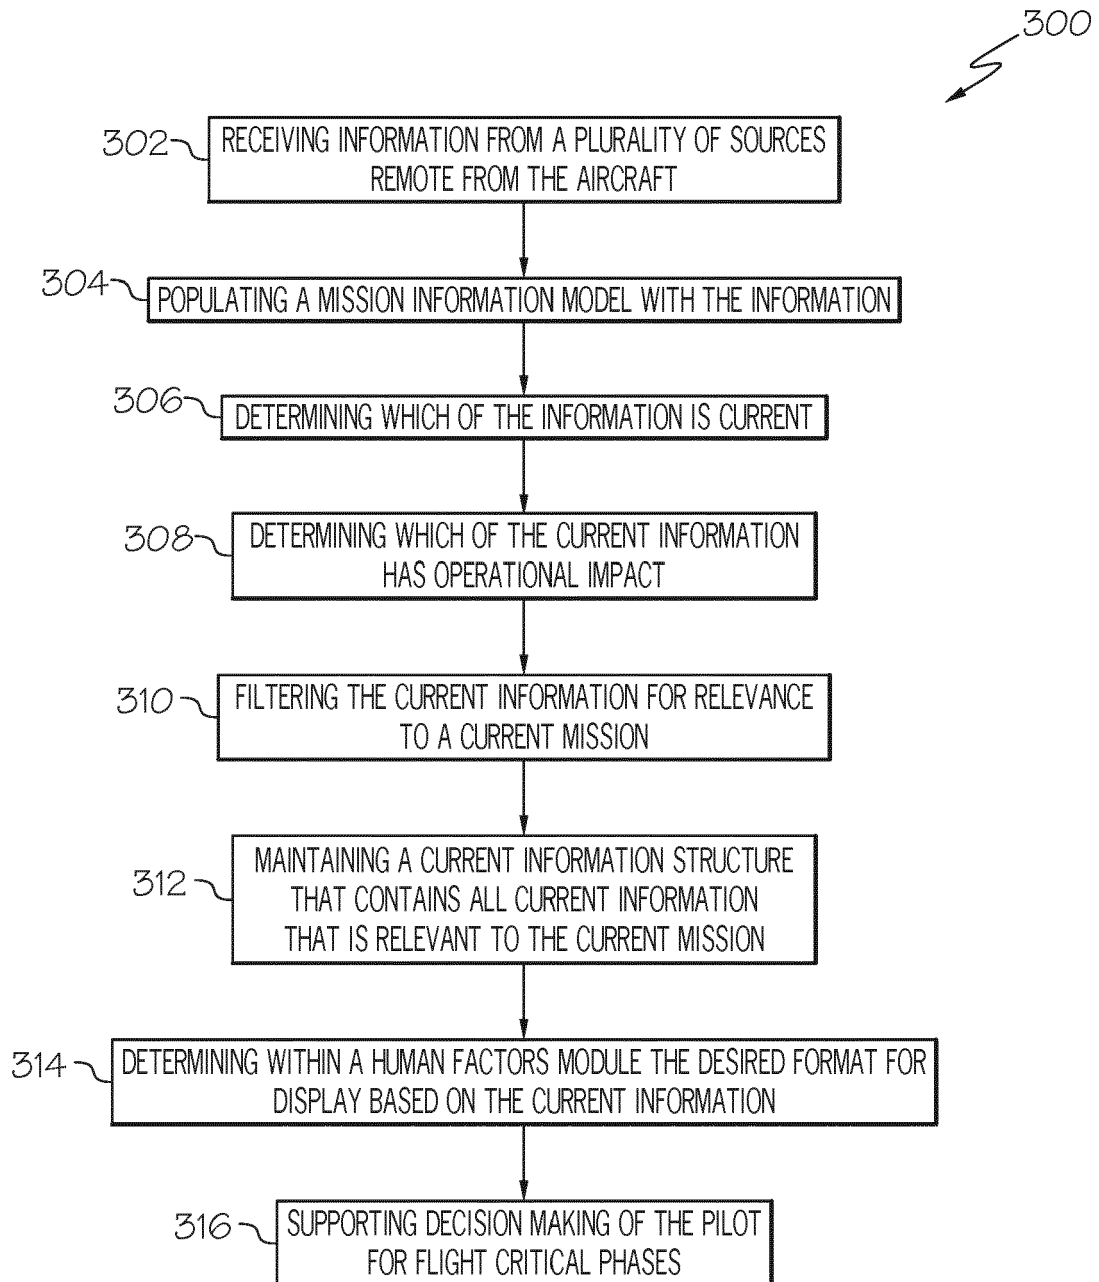 300
302
RECEIVING INFORMATION FROM A PLURALITY OF SOURCES
REMOTE FROM THE AIRCRAFT
304
POPULATING A MISSION INFORMATION MODEL WITH THE INFORMATION
306
DETERMINING WHICH OF THE INFORMATION IS CURRENT
308
DETERMINING WHICH OF THE CURRENT INFORMATION
HAS OPERATIONAL IMPACT
310
FILTERING THE CURRENT INFORMATION FOR RELEVANCE
TO A CURRENT MISSION
312
MAINTAINING A CURRENT INFORMATION STRUCTURE
THAT CONTAINS ALL CURRENT INFORMATION
THAT IS RELEVANT TO THE CURRENT MISSION
314
DETERMINING WITHIN A HUMAN FACTORS MODULE THE DESIRED FORMAT FOR
DISPLAY BASED ON THE CURRENT INFORMATION
316
SUPPORTING DECISION MAKING OF THE PILOT
FOR FLIGHT CRITICAL PHASES